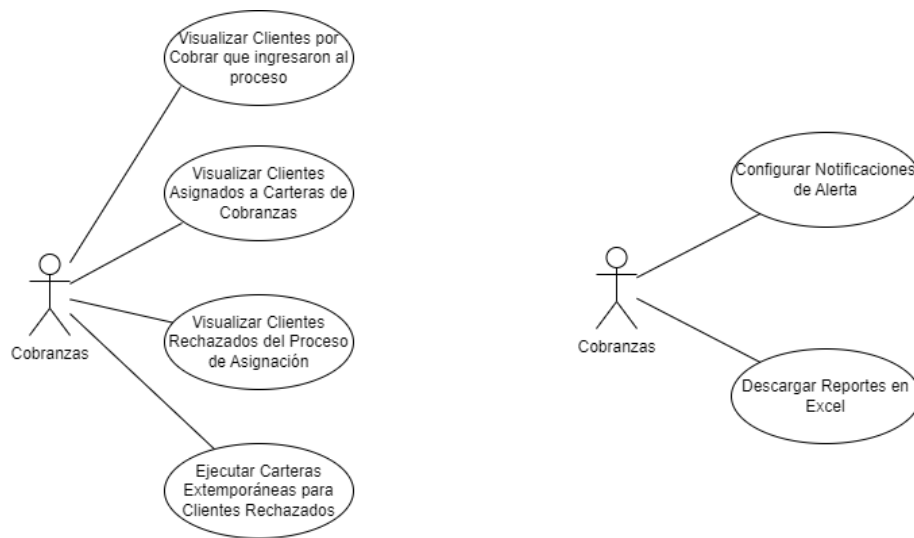 Visualizar Clientes por
Cobrar que ingresaron al
proceso
Visualizar Clientes
Asignados a Carteras de
Cobranzas
Cobranzas
Visualizar Clientes
Rechazados del Proceso
de Asignación
Ejecutar Carteras
Extemporáneas para
Clientes Rechazados
Configurar Notificaciones
de Alerta
Cobranzas
Descargar Reportes en
Excel